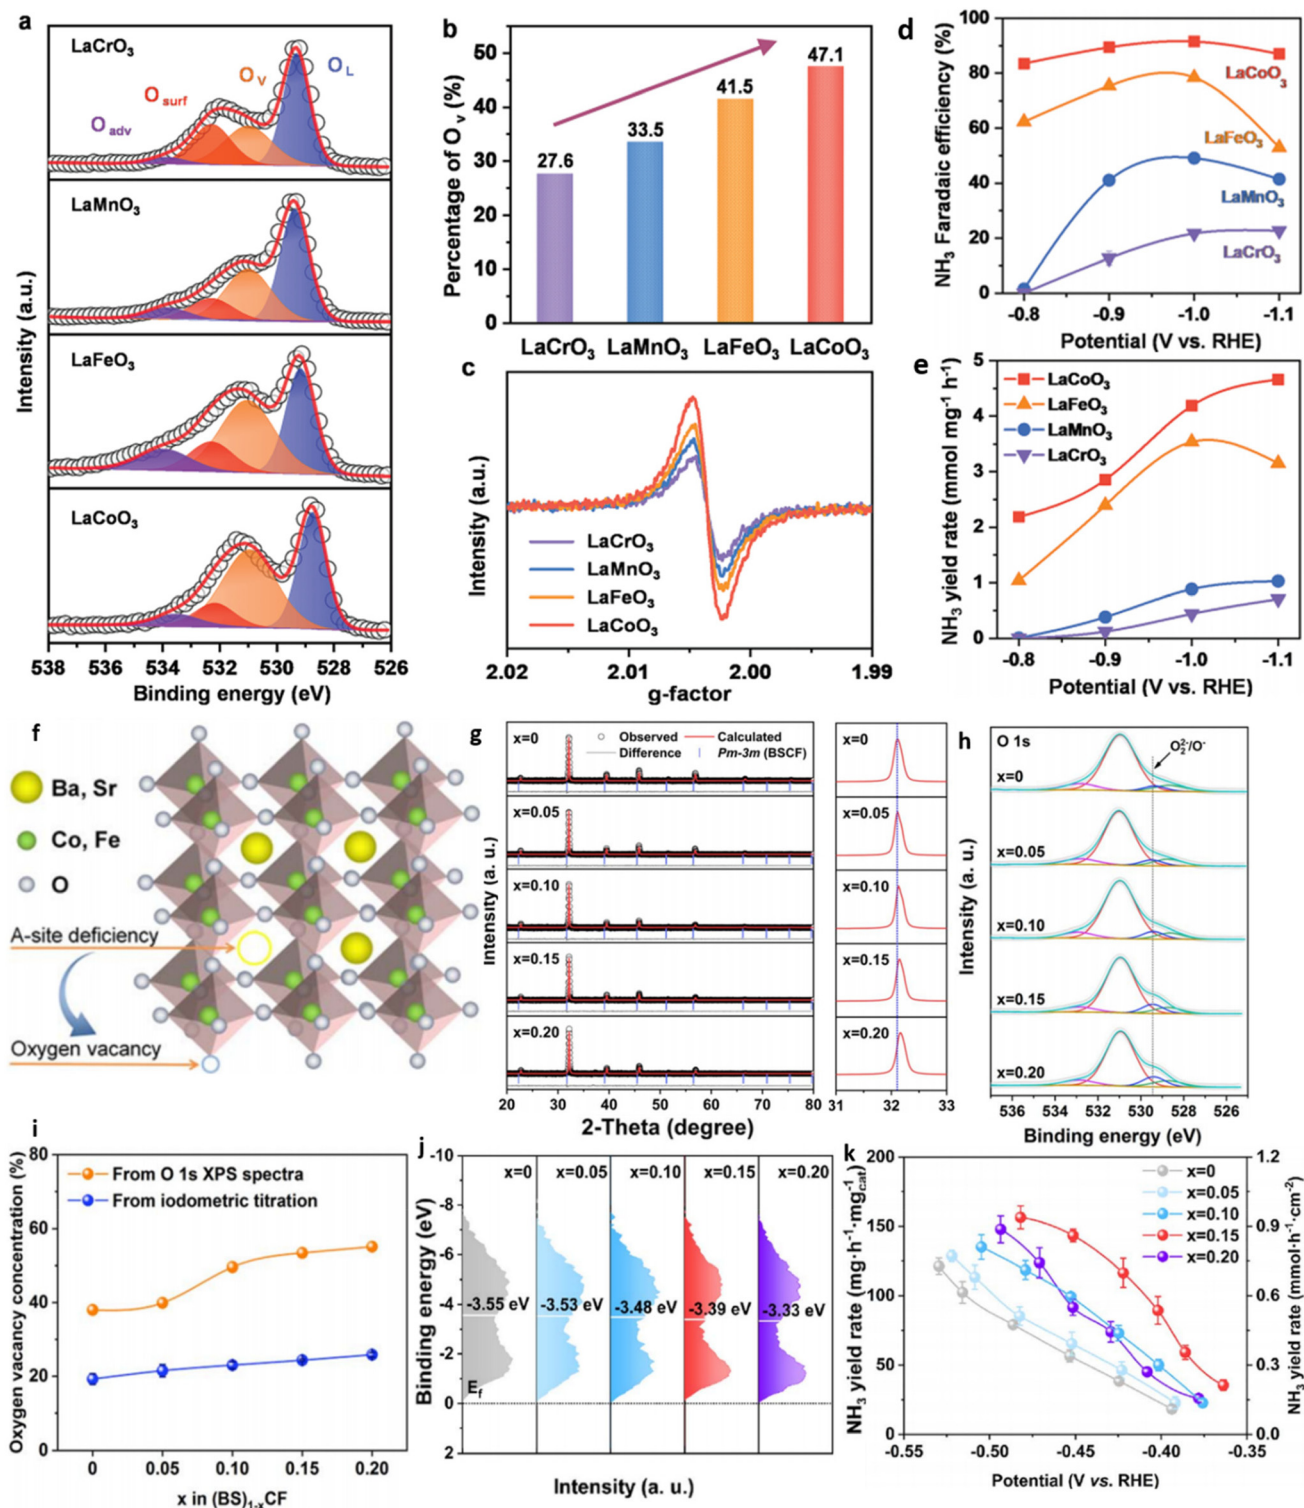 a
LaCrO₃
O_adv
O_surf
O_V
O_L
LaMnO₃
LaFeO₃
LaCoO₃
Intensity (a.u.)
538 536 534 532 530 528 526
Binding energy (eV)
b
Percentage of O_v (%)
50
40
30
20
10
0
27.6
33.5
41.5
47.1
LaCrO₃ LaMnO₃ LaFeO₃ LaCoO₃
c
Intensity (a.u.)
LaCrO₃
LaMnO₃
LaFeO₃
LaCoO₃
2.02 2.01 2.00 1.99
g-factor
d
NH₃ Faradaic efficiency (%)
100
80
60
40
20
0
LaCoO₃
LaFeO₃
LaMnO₃
LaCrO₃
-0.8 -0.9 -1.0 -1.1
Potential (V vs. RHE)
e
NH₃ yield rate (mmol mg⁻¹ h⁻¹)
5
4
3
2
1
0
LaCoO₃
LaFeO₃
LaMnO₃
LaCrO₃
-0.8 -0.9 -1.0 -1.1
Potential (V vs. RHE)
f
Ba, Sr
Co, Fe
O
A-site deficiency
Oxygen vacancy
g
Observed Calculated
Difference Pm-3m (BSCF)
x=0
x=0.05
x=0.10
x=0.15
x=0.20
Intensity (a. u.)
20 30 40 50 60 70 80
2-Theta (degree)
x=0
x=0.05
x=0.10
x=0.15
x=0.20
31 32 33
h
O 1s
O₂²⁻/O⁻
x=0
x=0.05
x=0.10
x=0.15
x=0.20
Intensity (a. u.)
536 534 532 530 528 526
Binding energy (eV)
i
Oxygen vacancy concentration (%)
80
60
40
20
0
From O 1s XPS spectra
From iodometric titration
0 0.05 0.10 0.15 0.20
x in (BS)₁₋ₓCF
j
Binding energy (eV)
-10
-8
-6
-4
-2
0
2
x=0 x=0.05 x=0.10 x=0.15 x=0.20
-3.55 eV -3.53 eV -3.48 eV -3.39 eV -3.33 eV
E_f
Intensity (a. u.)
k
NH₃ yield rate (mg·h⁻¹·mg⁻¹_cat)
200
150
100
50
0
x=0
x=0.05
x=0.10
x=0.15
x=0.20
1.2
0.9
0.6
0.3
0.0
NH₃ yield rate (mmol·h⁻¹·cm⁻²)
-0.55 -0.50 -0.45 -0.40 -0.35
Potential (V vs. RHE)